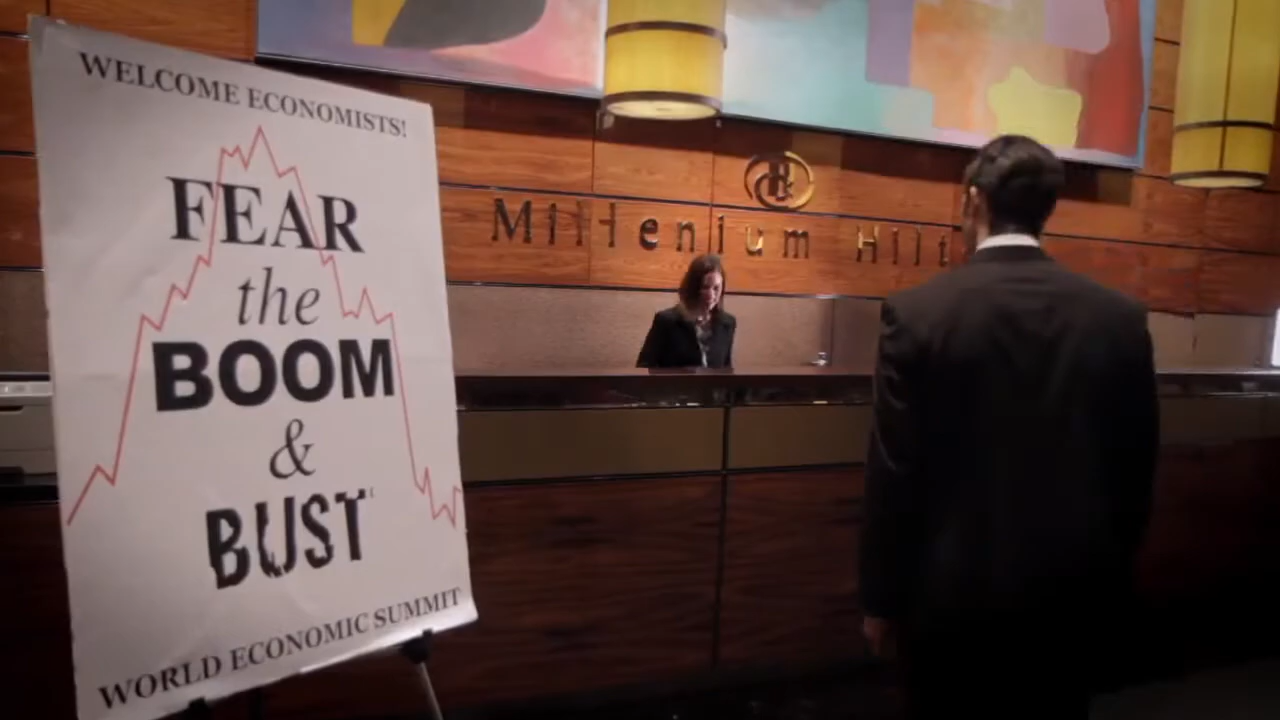 WELCOME ECONOMISTS!
FEAR
the
BOOM
&
BUST
WORLD ECONOMIC SUMMIT
Millenium Hilt